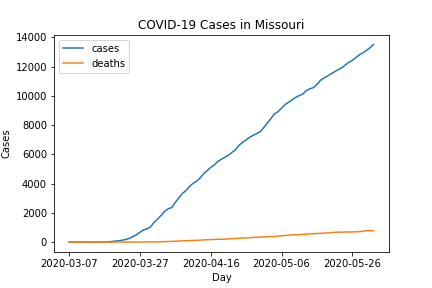 COVID-19 Cases in Missouri
cases
deaths
14000
12000
10000
8000
6000
4000
2000
0
Cases
2020-03-07 2020-03-27 2020-04-16 2020-05-06 2020-05-26
Day